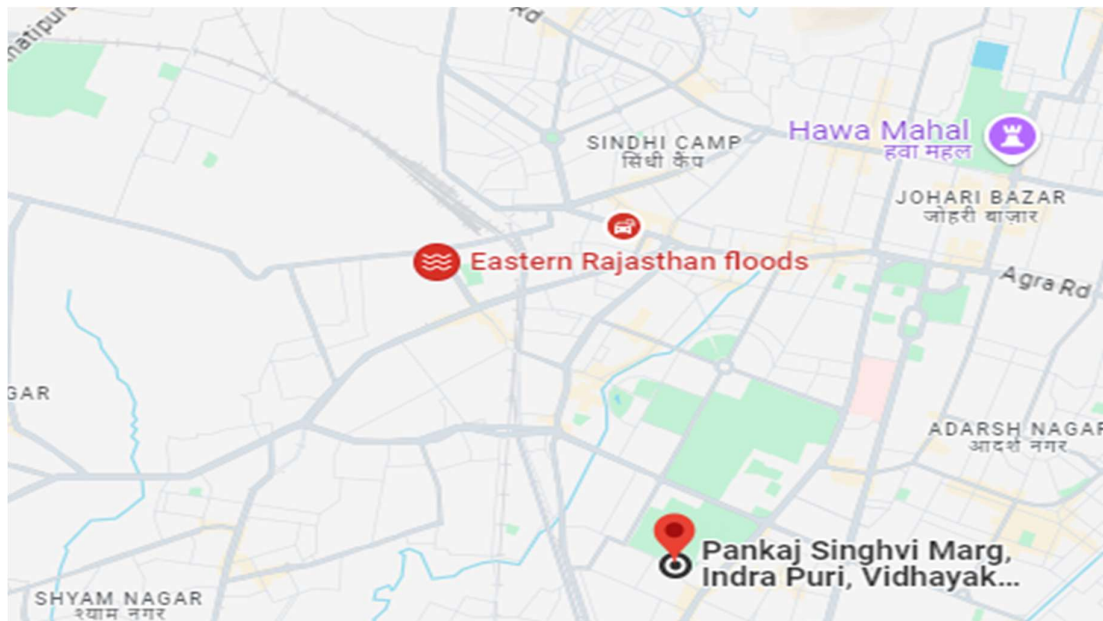 Rd
SINDHI CAMP
सिंधी कैंप
Hawa Mahal
हवा महल
JOHARI BAZAR
जोहरी बाज़ार
Eastern Rajasthan floods
Agra Rd
GAR
ADARSH NAGAR
आदर्श नगर
Pankaj Singhvi Marg,
Indra Puri, Vidhayak...
SHYAM NAGAR
श्याम नगर